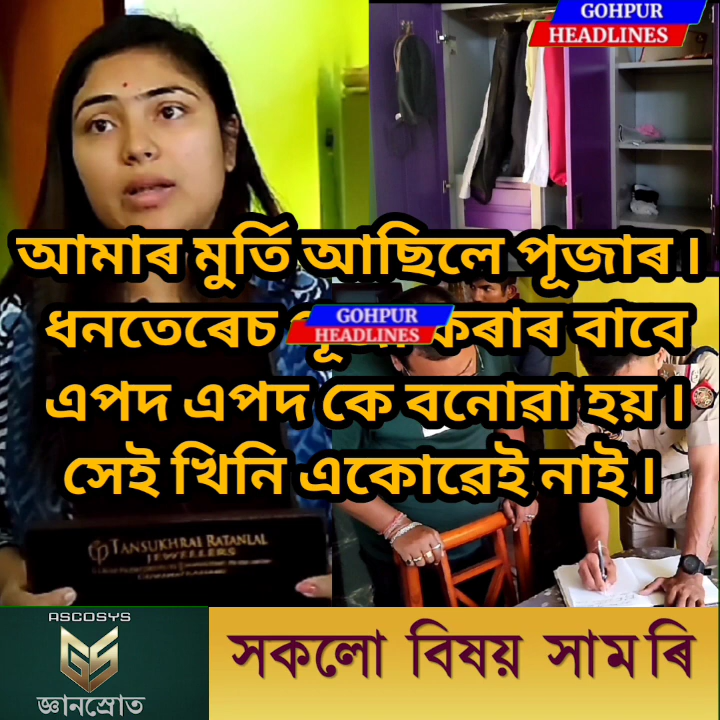 GOHPUR
HEADLINES
আমাৰ মুৰ্তি আছিলে পূজাৰ।
ধনতেৰেচ
GOHPUR
HEADLINES
কৰাৰ বাবে
এপদ এপদ কে বনোৱা হয়।
সেই খিনি একোৱেই নাই।
TANSUKHRAI RATANLAL
JEWELLERS
ASCOSYS
জ্ঞানস্ৰোত
সকলো বিষয় সামৰি